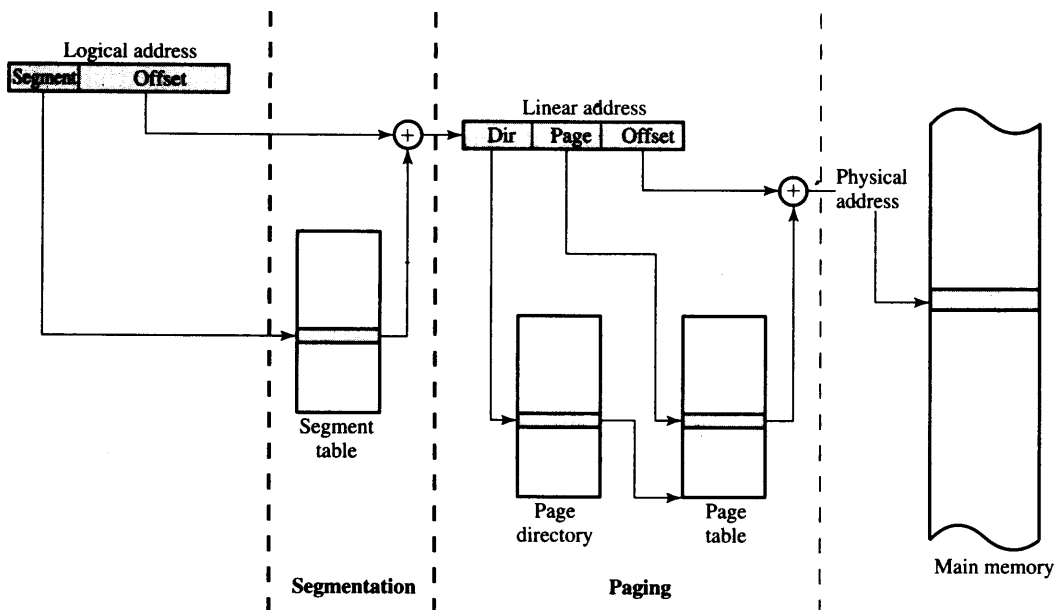 Logical address
Segment Offset
Linear address
Dir Page Offset
+
+
Physical
address
Segment
table
Page
directory
Page
table
Main memory
Segmentation
Paging